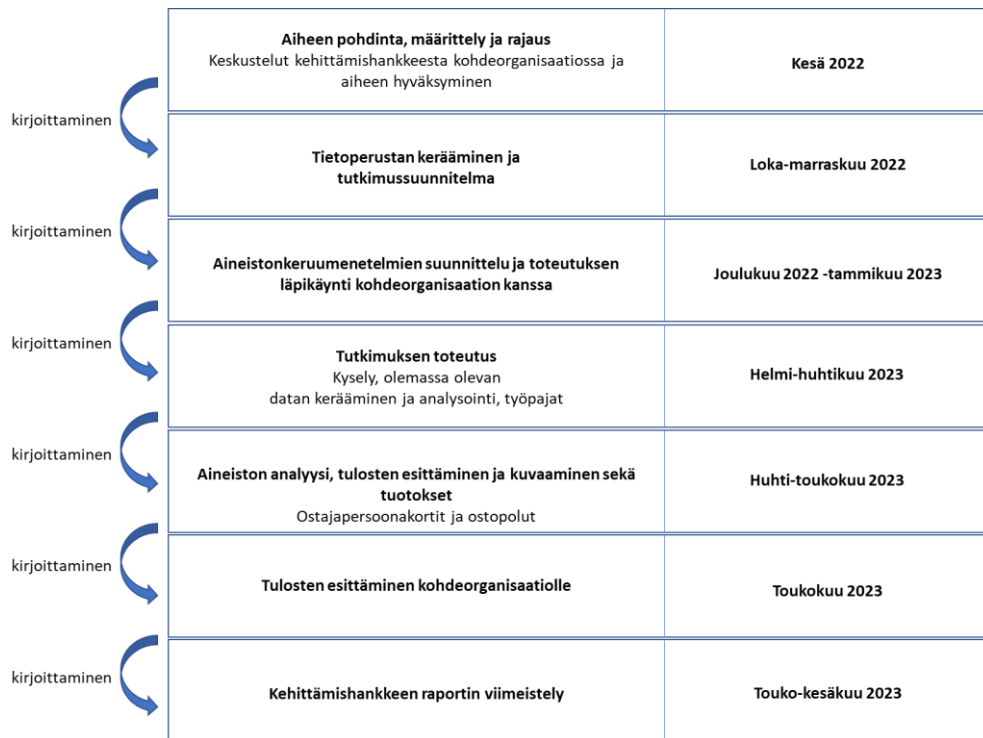 Aiheen pohdinta, määrittely ja rajaus
Keskustelut kehittämishankkeesta kohdeorganisaatiossa ja
aiheen hyväksyminen
Kesä 2022
kirjoittaminen
Tietoperustan kerääminen ja
tutkimussuunnitelma
Loka-marraskuu 2022
kirjoittaminen
Aineistonkeruumenetelmien suunnittelu ja toteutuksen
läpikäynti kohdeorganisaation kanssa
Joulukuu 2022 -tammikuu 2023
kirjoittaminen
Tutkimuksen toteutus
Kysely, olemassa olevan
datan kerääminen ja analysointi, työpajat
Helmi-huhtikuu 2023
kirjoittaminen
Aineiston analyysi, tulosten esittäminen ja kuvaaminen sekä
tuotokset
Ostajapersoonakortit ja ostopolut
Huhti-toukokuu 2023
kirjoittaminen
Tulosten esittäminen kohdeorganisaatiolle
Toukokuu 2023
kirjoittaminen
Kehittämishankkeen raportin viimeistely
Touko-kesäkuu 2023